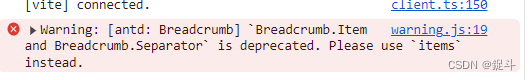 [vite] connected. client.ts:150
Warning: [antd: Breadcrumb] `Breadcrumb.Item warning.js:19
and Breadcrumb.Separator` is deprecated. Please use `items`
instead.
CSDN @捉斗